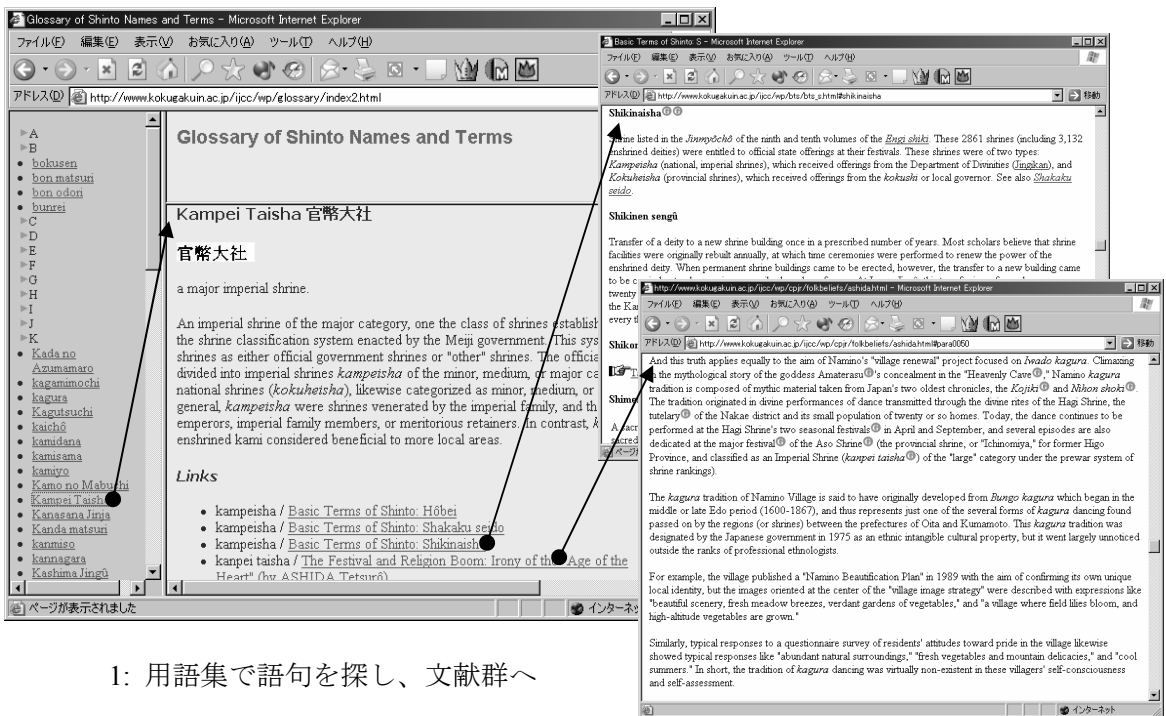 Glossary of Shinto Names and Terms - Microsoft Internet Explorer
ファイル(F) 編集(E) 表示(V) お気に入り(A) ツール(T) ヘルプ(H)
アドレス(D) http://www.kokugakuin.ac.jp/ijcc/wp/glossary/index2.html
A
B
bokusen
bon matsuri
bon odori
bunrei
C
D
E
F
G
H
I
J
K
Kada no
Azumamaro
kagamimochi
kagura
Kagutsuchi
kaichô
kamidana
kamisama
kamiyo
Kamo no Mabuchi
Kampei Taisha
Kanasana Jinja
Kanda matsuri
kanmiso
kannagara
Kashima Jingû
Glossary of Shinto Names and Terms
Kampei Taisha 官幣大社
官幣大社
a major imperial shrine.
An imperial shrine of the major category, one the class of shrines establish
the shrine classification system enacted by the Meiji government. This sys
shrines as either official government shrines or "other" shrines. The officia
divided into imperial shrines kampeisha of the minor, medium, or major ca
national shrines (kokuheisha), likewise categorized as minor, medium, or
general, kampeisha were shrines venerated by the imperial family, and th
emperors, imperial family members, or meritorious retainers. In contrast, k
enshrined kami considered beneficial to more local areas.
Links
kampeisha / Basic Terms of Shinto: Hôbei
kampeisha / Basic Terms of Shinto: Shakaku seido
kampeisha / Basic Terms of Shinto: Shikinaisha
kanpei taisha / The Festival and Religion Boom: Irony of the "Age of the
Heart" (by ASHIDA Tetsurô)
ページが表示されました
インターネッ
Basic Terms of Shinto: S - Microsoft Internet Explorer
ファイル(F) 編集(E) 表示(V) お気に入り(A) ツール(T) ヘルプ(H)
アドレス(D) http://www.kokugakuin.ac.jp/ijcc/wp/bts/bts_s.html#shikinaisha 移動
Shikinaisha
Shrine listed in the Jinmyôchô of the ninth and tenth volumes of the Engi shiki. These 2861 shrines (including 3,132
enshrined deities) were entitled to official state offerings at their festivals. These shrines were of two types:
Kampeisha (national, imperial shrines), which received offerings from the Department of Divinities (Jingikan), and
Kokuheisha (provincial shrines), which received offerings from the kokushi or local governor. See also Shakaku
seido.
Shikinen sengû
Transfer of a deity to a new shrine building once in a prescribed number of years. Most scholars believe that shrine
facilities were originally rebuilt annually, at which time ceremonies were performed to renew the power of the
enshrined deity. When permanent shrine buildings came to be erected, however, the transfer to a new building came
to be
twenty
the Ka
every t
Shikon
Shime
A sacr
sacred
ページ
http://www.kokugakuin.ac.jp/ijcc/wp/cpjr/folkbeliefs/ashida.html - Microsoft Internet Explorer
ファイル(F) 編集(E) 表示(V) お気に入り(A) ツール(T) ヘルプ(H)
アドレス(D) http://www.kokugakuin.ac.jp/ijcc/wp/cpjr/folkbeliefs/ashida.html#para0050 移動
And this truth applies equally to the aim of Namino's "village renewal" project focused on Iwado kagura. Climaxing
in the mythological story of the goddess Amaterasu's concealment in the "Heavenly Cave," Namino kagura
tradition is composed of mythic material taken from Japan's two oldest chronicles, the Kojiki and Nihon shoki.
The tradition originated in divine performances of dance transmitted through the divine rites of the Hagi Shrine, the
tutelary of the Nakae district and its small population of twenty or so homes. Today, the dance continues to be
performed at the Hagi Shrine's two seasonal festivals in April and September, and several episodes are also
dedicated at the major festival of the Aso Shrine (the provincial shrine, or "Ichinomiya," for former Higo
Province, and classified as an Imperial Shrine (kanpei taisha) of the "large" category under the prewar system of
shrine rankings).
The kagura tradition of Namino Village is said to have originally developed from Bungo kagura which began in the
middle or late Edo period (1600-1867), and thus represents just one of the several forms of kagura dancing found
passed on by the regions (or shrines) between the prefectures of Oita and Kumamoto. This kagura tradition was
designated by the Japanese government in 1975 as an ethnic intangible cultural property, but it went largely unnoticed
outside the ranks of professional ethnologists.
For example, the village published a "Namino Beautification Plan" in 1989 with the aim of confirming its own unique
local identity, but the images oriented at the center of the "village image strategy" were described with expressions like
"beautiful scenery, fresh meadow breezes, verdant gardens of vegetables," and "a village where field lilies bloom, and
high-altitude vegetables are grown."
Similarly, typical responses to a questionnaire survey of residents' attitudes toward pride in the village likewise
showed typical responses like "abundant natural surroundings," "fresh vegetables and mountain delicacies," and "cool
summers." In short, the tradition of kagura dancing was virtually non-existent in these villagers' self-consciousness
and self-assessment.
インターネット
1: 用語集で語句を探し、文献群へ